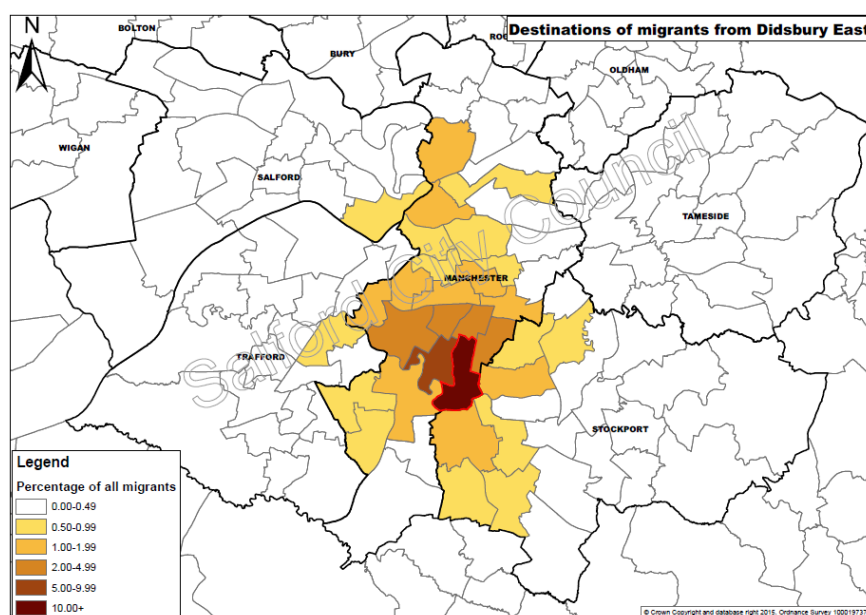 Destinations of migrants from Didsbury East
N
BOLTON
BURY
OLDHAM
WIGAN
SALFORD
TAMESIDE
MANCHESTER
TRAFFORD
STOCKPORT
Salford City Council
Legend
Percentage of all migrants
0.00-0.49
0.50-0.99
1.00-1.99
2.00-4.99
5.00-9.99
10.00+
© Crown Copyright and database right 2015. Ordnance Survey 10001973